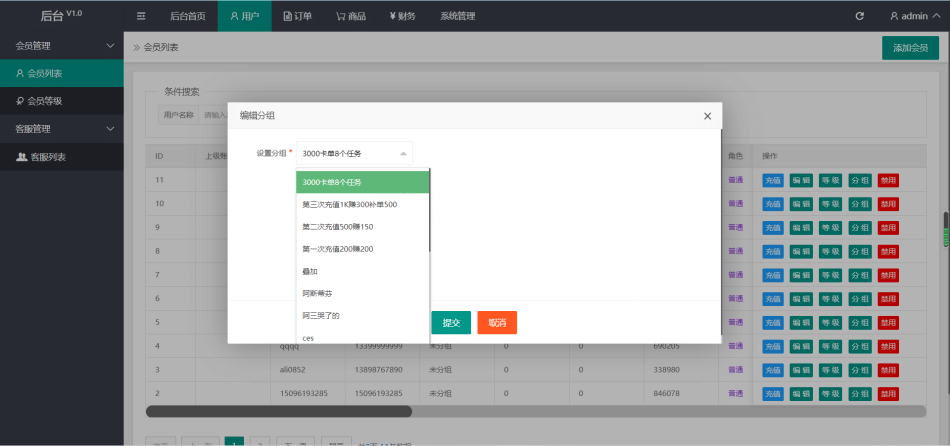 后台 V1.0
后台首页 用户 订单 商品 ¥财务 系统管理 admin
会员管理
会员列表
会员等级
客服管理
客服列表
会员列表 添加会员
条件搜索
用户名称 请输入
编辑分组
设置分组 * 3000卡单8个任务
3000卡单8个任务
第三次充值1K赚300补单500
第二次充值500赚150
第一次充值200赚200
叠加
阿斯蒂芬
阿三哭了的
ces
提交 取消
ID 上级账 角色 操作
11 普通 充值 编辑 等级 分组 禁用
10 普通 充值 编辑 等级 分组 禁用
9 普通 充值 编辑 等级 分组 禁用
8 普通 充值 编辑 等级 分组 禁用
7 普通 充值 编辑 等级 分组 禁用
6 普通 充值 编辑 等级 分组 禁用
5 普通 充值 编辑 等级 分组 禁用
4 qqqq 13399999999 未分组 0 0 690205 普通 充值 编辑 等级 分组 禁用
3 ali0852 13898767890 未分组 0 0 338980 普通 充值 编辑 等级 分组 禁用
2 15096193285 15096193285 未分组 0 0 846078 普通 充值 编辑 等级 分组 禁用
1 2